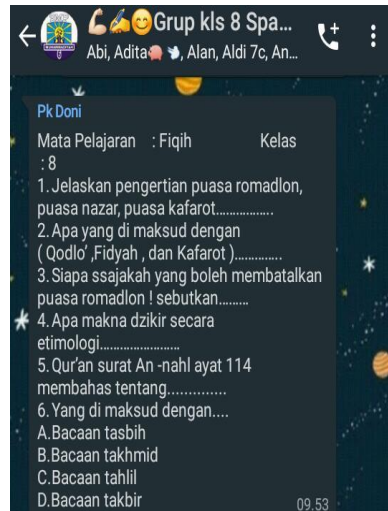 Grup kls 8 Spa...
Abi, Adita, Alan, Aldi 7c, An...
Pk Doni
Mata Pelajaran : Fiqih Kelas
: 8
1. Jelaskan pengertian puasa romadlon,
puasa nazar, puasa kafarot.................
2. Apa yang di maksud dengan
( Qodlo' ,Fidyah , dan Kafarot )..............
3. Siapa ssajakah yang boleh membatalkan
puasa romadlon ! sebutkan.........
4. Apa makna dzikir secara
etimologi........................
5. Qur'an surat An -nahl ayat 114
membahas tentang..............
6. Yang di maksud dengan....
A.Bacaan tasbih
B.Bacaan takhmid
C.Bacaan tahlil
D.Bacaan takbir
09.53